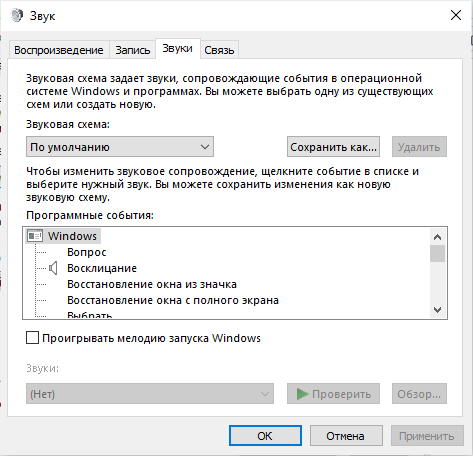 Звук
Воспроизведение Запись Звуки Связь
Звуковая схема задает звуки, сопровождающие события в операционной
системе Windows и программах. Вы можете выбрать одну из существующих
схем или создать новую.
Звуковая схема:
По умолчанию Сохранить как... Удалить
Чтобы изменить звуковое сопровождение, щелкните событие в списке и
выберите нужный звук. Вы можете сохранить изменения как новую
звуковую схему.
Программные события:
Windows
Вопрос
Восклицание
Восстановление окна из значка
Восстановление окна с полного экрана
Выбрать
Проигрывать мелодию запуска Windows
Звуки:
(Нет) Проверить Обзор...
ОК Отмена Применить